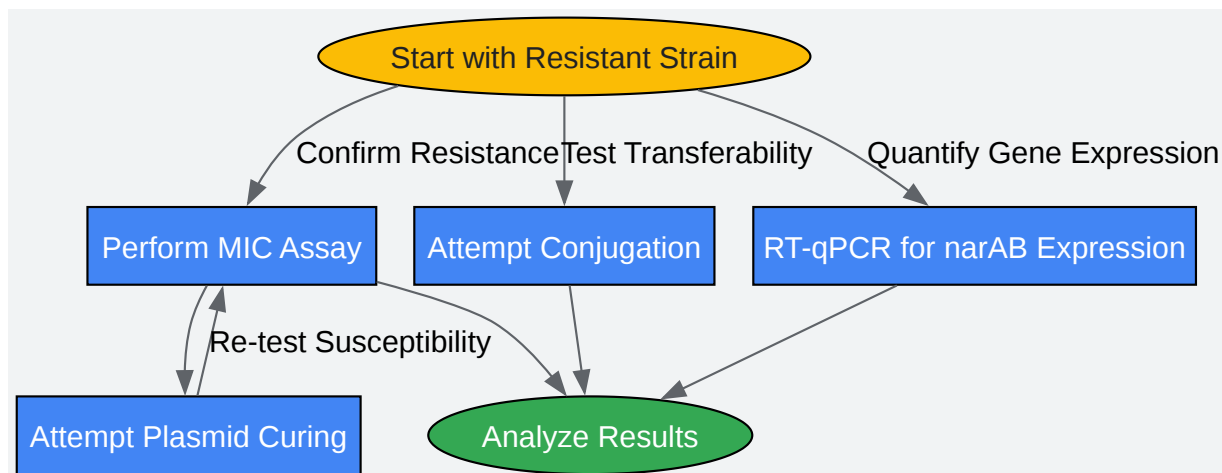 Start with Resistant Strain
Confirm Resistance
Test Transferability
Quantify Gene Expression
Perform MIC Assay
Attempt Conjugation
RT-qPCR for narAB Expression
Re-test Susceptibility
Attempt Plasmid Curing
Analyze Results